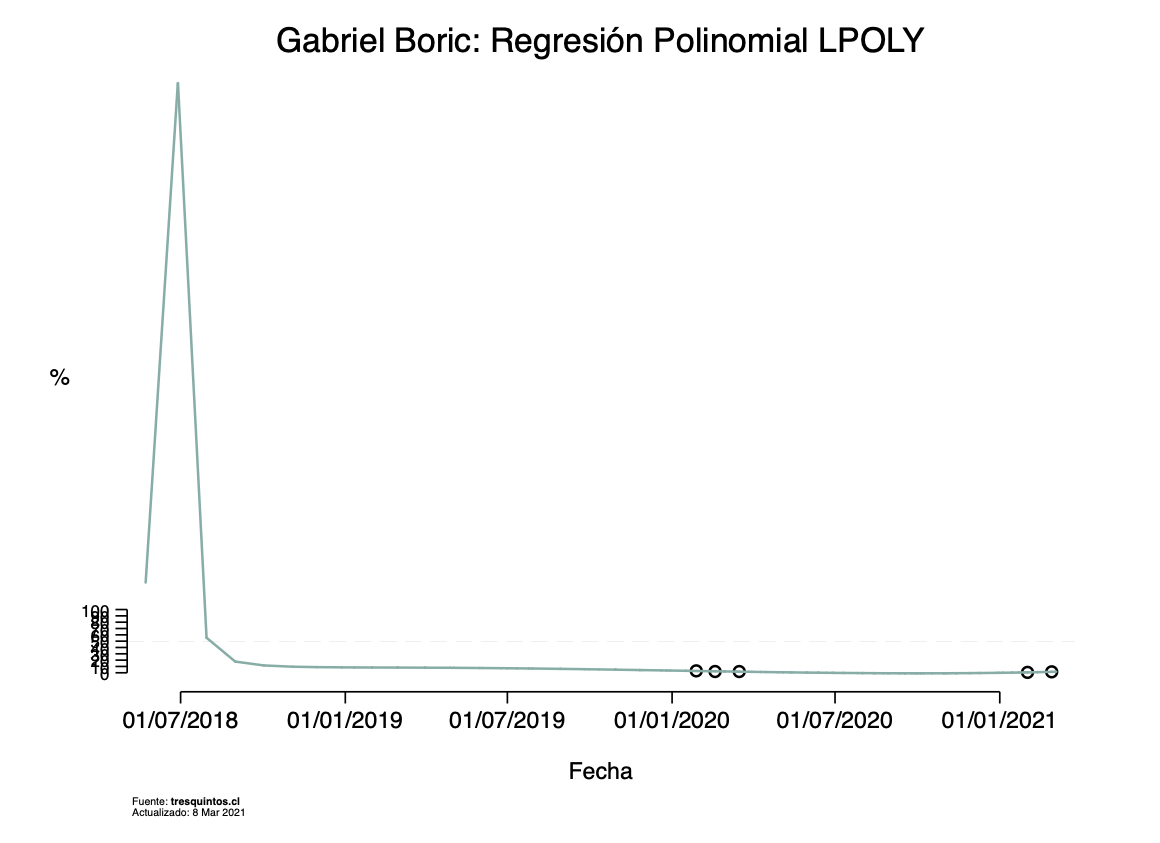 Gabriel Boric: Regresión Polinomial LPOLY
%
100
0
01/07/2018 01/01/2019 01/07/2019 01/01/2020 01/07/2020 01/01/2021
Fecha
Fuente: tresquintos.cl
Actualizado: 8 Mar 2021